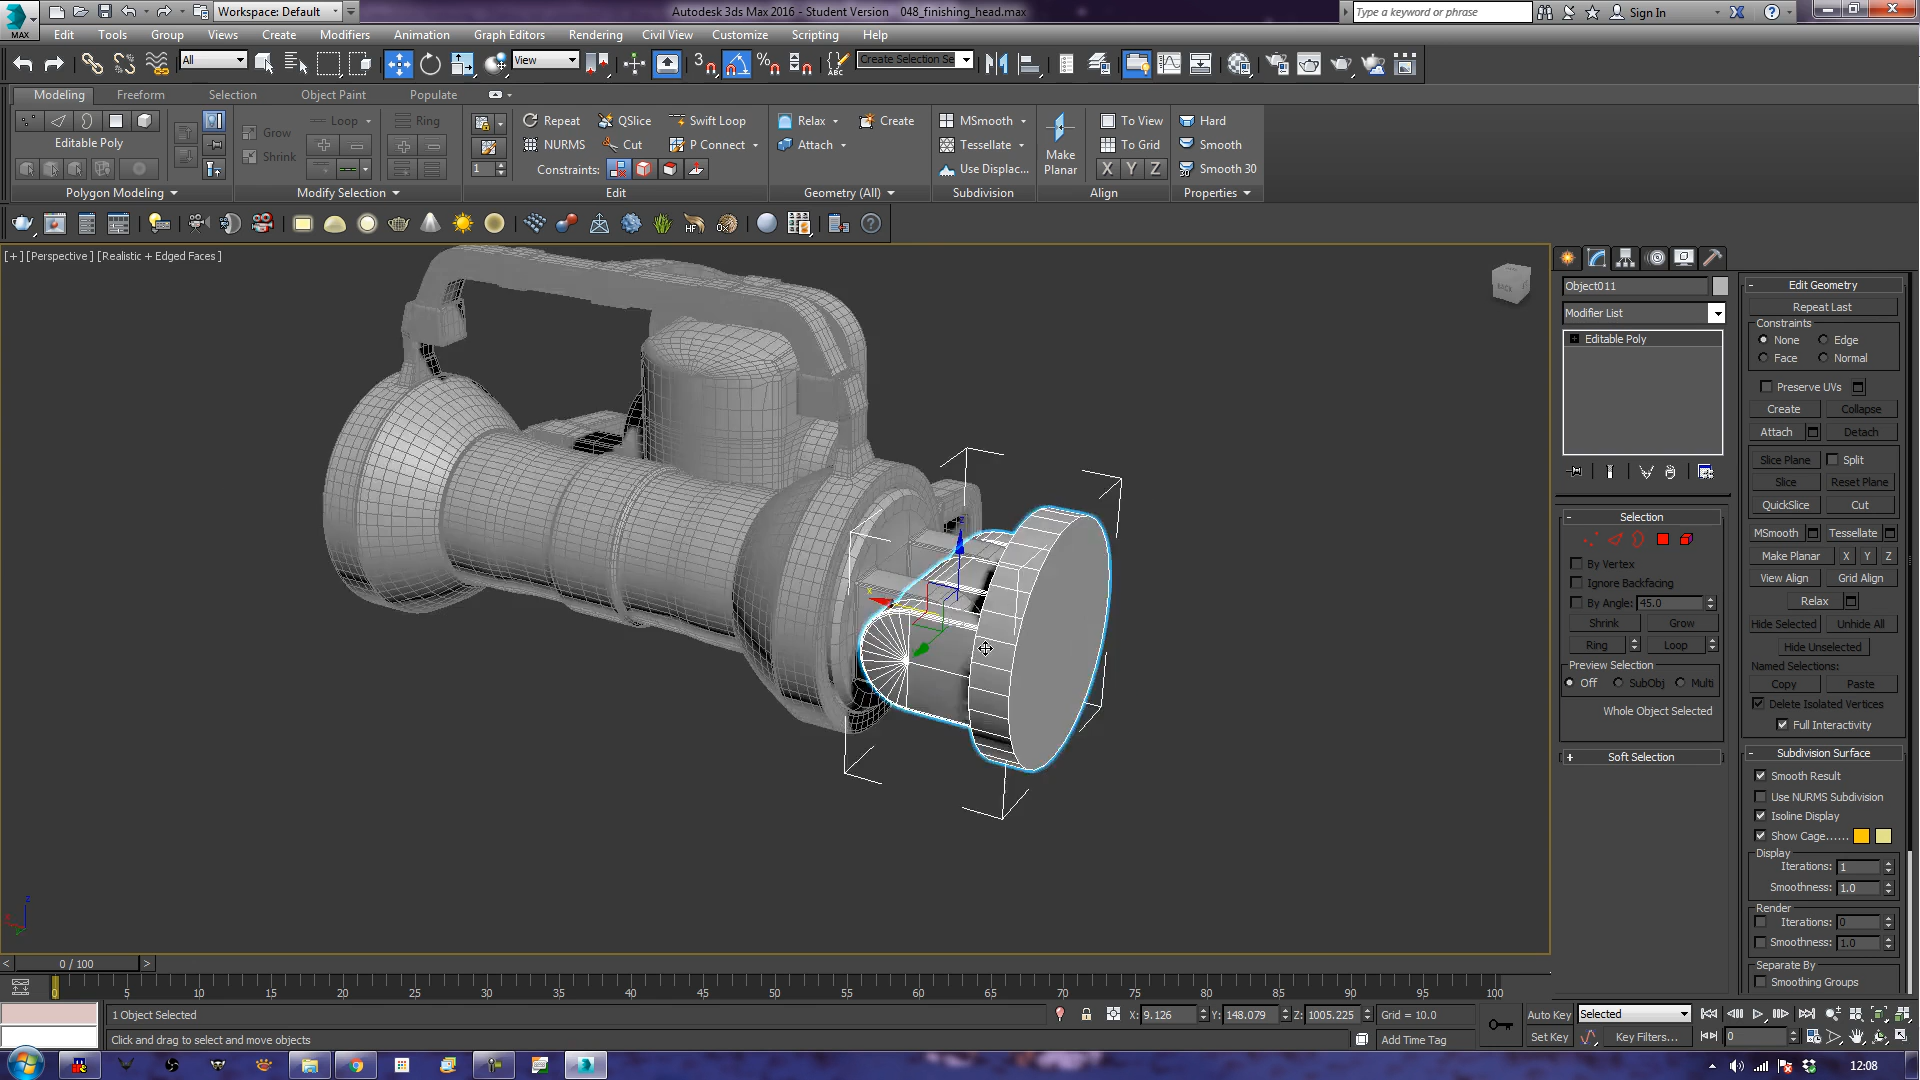 MAX
Workspace: Default
Autodesk 3ds Max 2016 - Student Version 048_finishing_head.max
Type a keyword or phrase
Sign In
Edit Tools Group Views Create Modifiers Animation Graph Editors Rendering Civil View Customize Scripting Help
All
View
3
ABC
Create Selection Se
Modeling Freeform Selection Object Paint Populate
Editable Poly
Polygon Modeling
Grow
Shrink
Loop
Ring
Modify Selection
1
Repeat QSlice Swift Loop
NURMS Cut P Connect
Constraints:
Edit
Relax Create
Attach
Geometry (All)
MSmooth
Tessellate
Use Displac...
Subdivision
Make
Planar
To View
To Grid
X Y Z
Align
Hard
Smooth
Smooth 30
Properties
HF
[+] [Perspective] [Realistic + Edged Faces]
BACK
Object011
Modifier List
Editable Poly
Selection
By Vertex
Ignore Backfacing
By Angle: 45.0
Shrink Grow
Ring Loop
Preview Selection
Off SubObj Multi
Whole Object Selected
Soft Selection
Edit Geometry
Repeat Last
Constraints
None Edge
Face Normal
Preserve UVs
Create Collapse
Attach Detach
Slice Plane Split
Slice Reset Plane
QuickSlice Cut
MSmooth Tessellate
Make Planar X Y Z
View Align Grid Align
Relax
Hide Selected Unhide All
Hide Unselected
Named Selections:
Copy Paste
Delete Isolated Vertices
Full Interactivity
Subdivision Surface
Smooth Result
Use NURMS Subdivision
Isoline Display
Show Cage......
Display
Iterations: 1
Smoothness: 1.0
Render
Iterations: 0
Smoothness: 1.0
Separate By
Smoothing Groups
z
x
z
< 0 / 100 >
0 5 10 15 20 25 30 35 40 45 50 55 60 65 70 75 80 85 90 95 100
1 Object Selected
X: 9.126 Y: 148.079 Z: 1005.225 Grid = 10.0
Auto Key Selected
Click and drag to select and move objects
Add Time Tag
Set Key Key Filters... 0
12:08